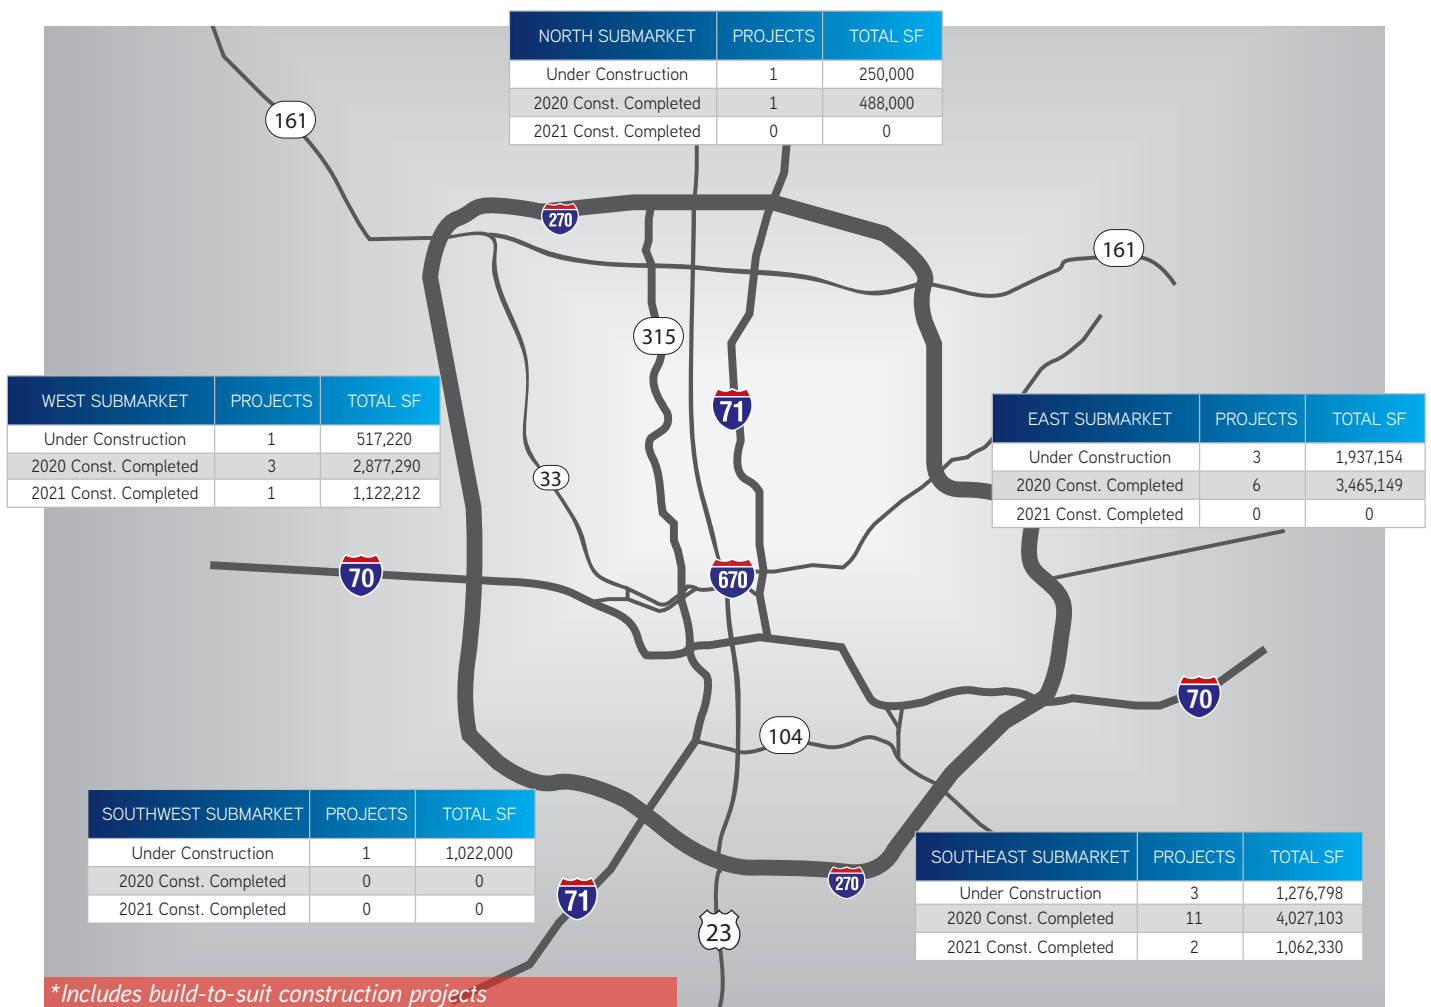 NORTH SUBMARKET PROJECTS TOTAL SF
Under Construction 1 250,000
2020 Const. Completed 1 488,000
2021 Const. Completed 0 0
161
270
161
315
WEST SUBMARKET PROJECTS TOTAL SF
Under Construction 1 517,220
2020 Const. Completed 3 2,877,290
2021 Const. Completed 1 1,122,212
71
EAST SUBMARKET PROJECTS TOTAL SF
Under Construction 3 1,937,154
2020 Const. Completed 6 3,465,149
2021 Const. Completed 0 0
33
70
670
70
104
SOUTHWEST SUBMARKET PROJECTS TOTAL SF
Under Construction 1 1,022,000
2020 Const. Completed 0 0
2021 Const. Completed 0 0
SOUTHEAST SUBMARKET PROJECTS TOTAL SF
Under Construction 3 1,276,798
2020 Const. Completed 11 4,027,103
2021 Const. Completed 2 1,062,330
270
71
23
*Includes build-to-suit construction projects